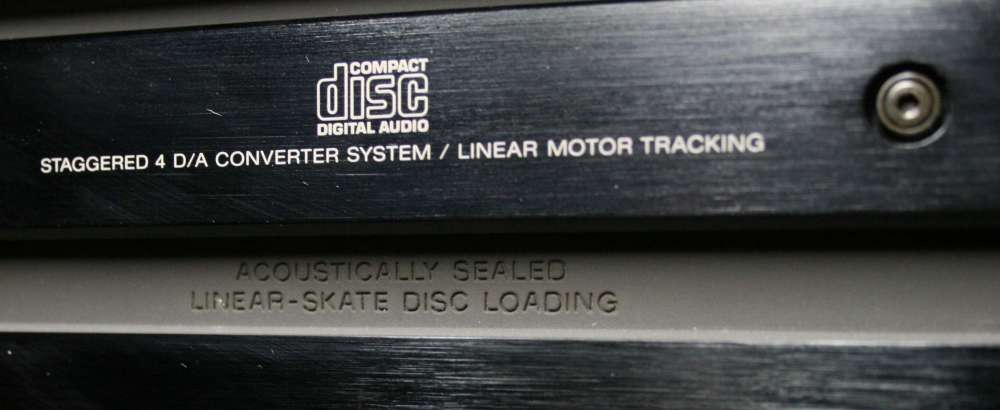 COMPACT
disc
DIGITAL AUDIO
STAGGERED 4 D/A CONVERTER SYSTEM / LINEAR MOTOR TRACKING
ACOUSTICALLY SEALED
LINEAR-SKATE DISC LOADING